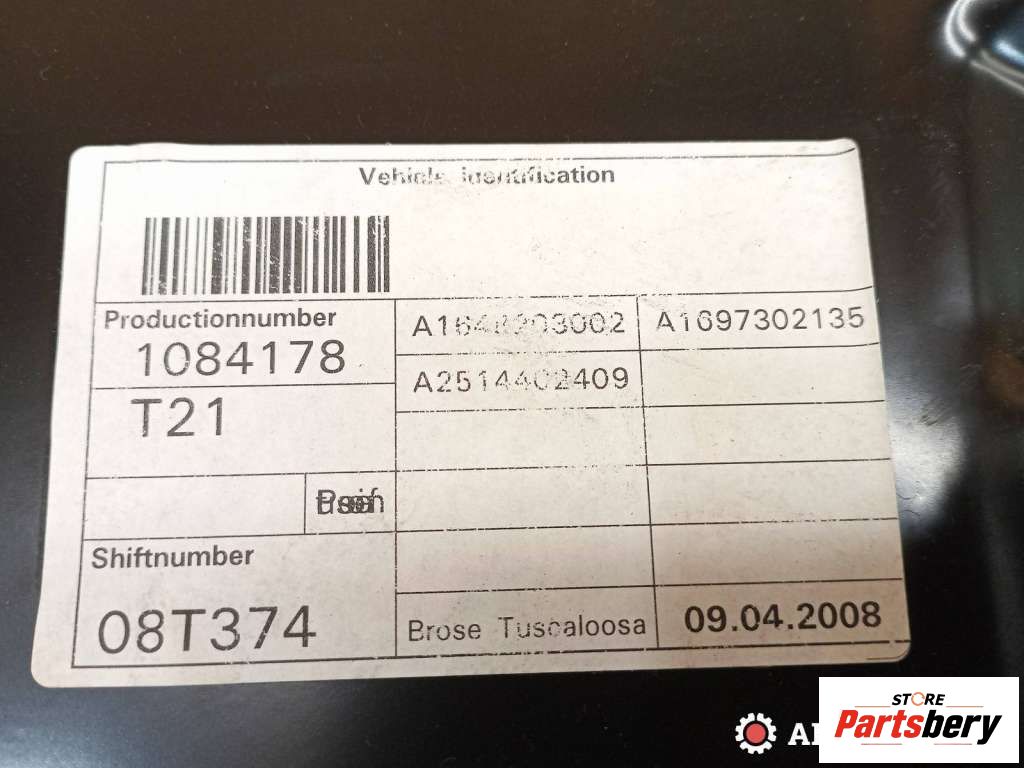 Vehicle identification
Productionnumber
1084178
T21
Shiftnumber
08T374
A1697302135
A2514402409
Brose Tuscaloosa
09.04.2008
STORE
Partsbery